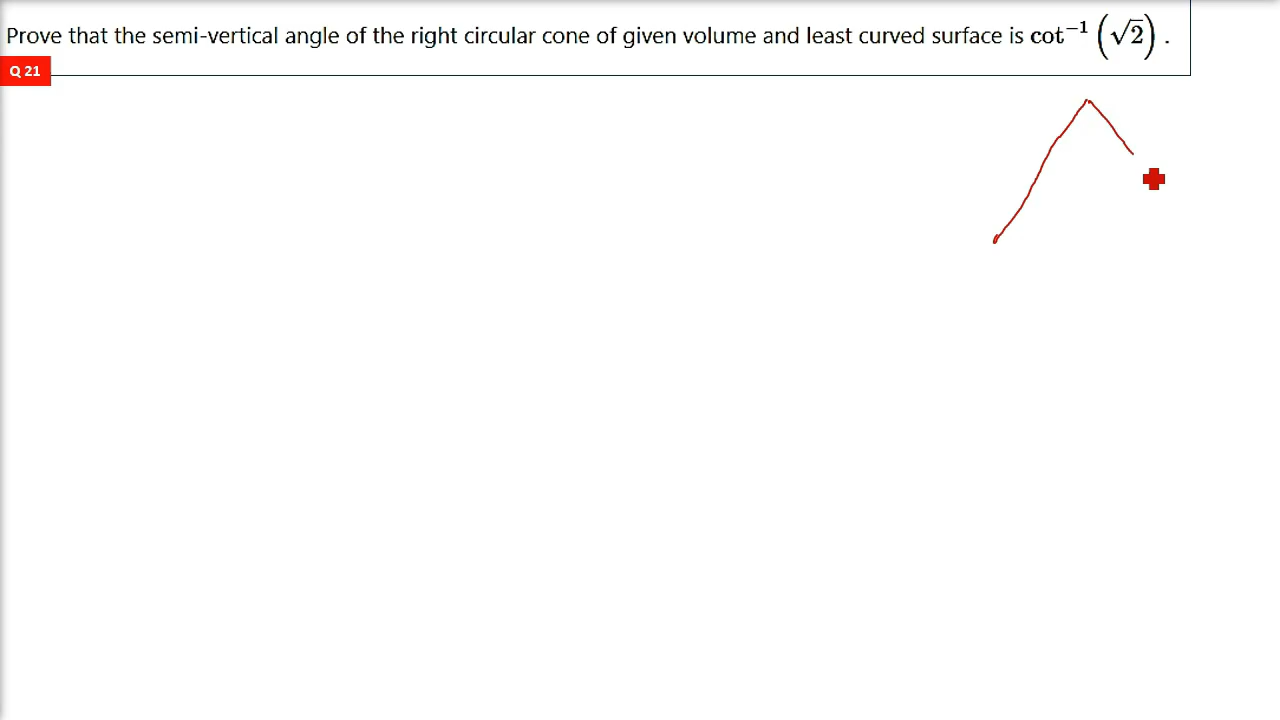 Prove that the semi-vertical angle of the right circular cone of given volume and least curved surface is cot⁻¹ (√2) .
Q 21